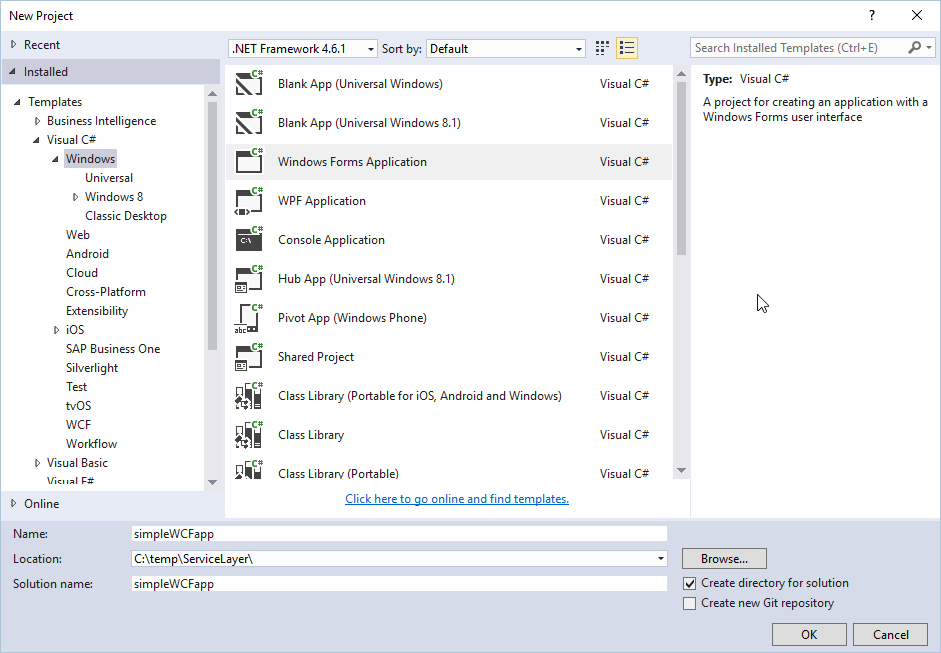 New Project
?
Recent
Installed
Templates
Business Intelligence
Visual C#
Windows
Universal
Windows 8
Classic Desktop
Web
Android
Cloud
Cross-Platform
Extensibility
iOS
SAP Business One
Silverlight
Test
tvOS
WCF
Workflow
Visual Basic
Visual F#
Online
.NET Framework 4.6.1 Sort by: Default
Blank App (Universal Windows) Visual C#
Blank App (Universal Windows 8.1) Visual C#
Windows Forms Application Visual C#
WPF Application Visual C#
Console Application Visual C#
Hub App (Universal Windows 8.1) Visual C#
Pivot App (Windows Phone) Visual C#
Shared Project Visual C#
Class Library (Portable for iOS, Android and Windows) Visual C#
Class Library Visual C#
Class Library (Portable) Visual C#
Click here to go online and find templates.
Search Installed Templates (Ctrl+E)
Type: Visual C#
A project for creating an application with a
Windows Forms user interface
Name: simpleWCFapp
Location: C:\temp\ServiceLayer\ Browse...
Solution name: simpleWCFapp
Create directory for solution
Create new Git repository
OK Cancel